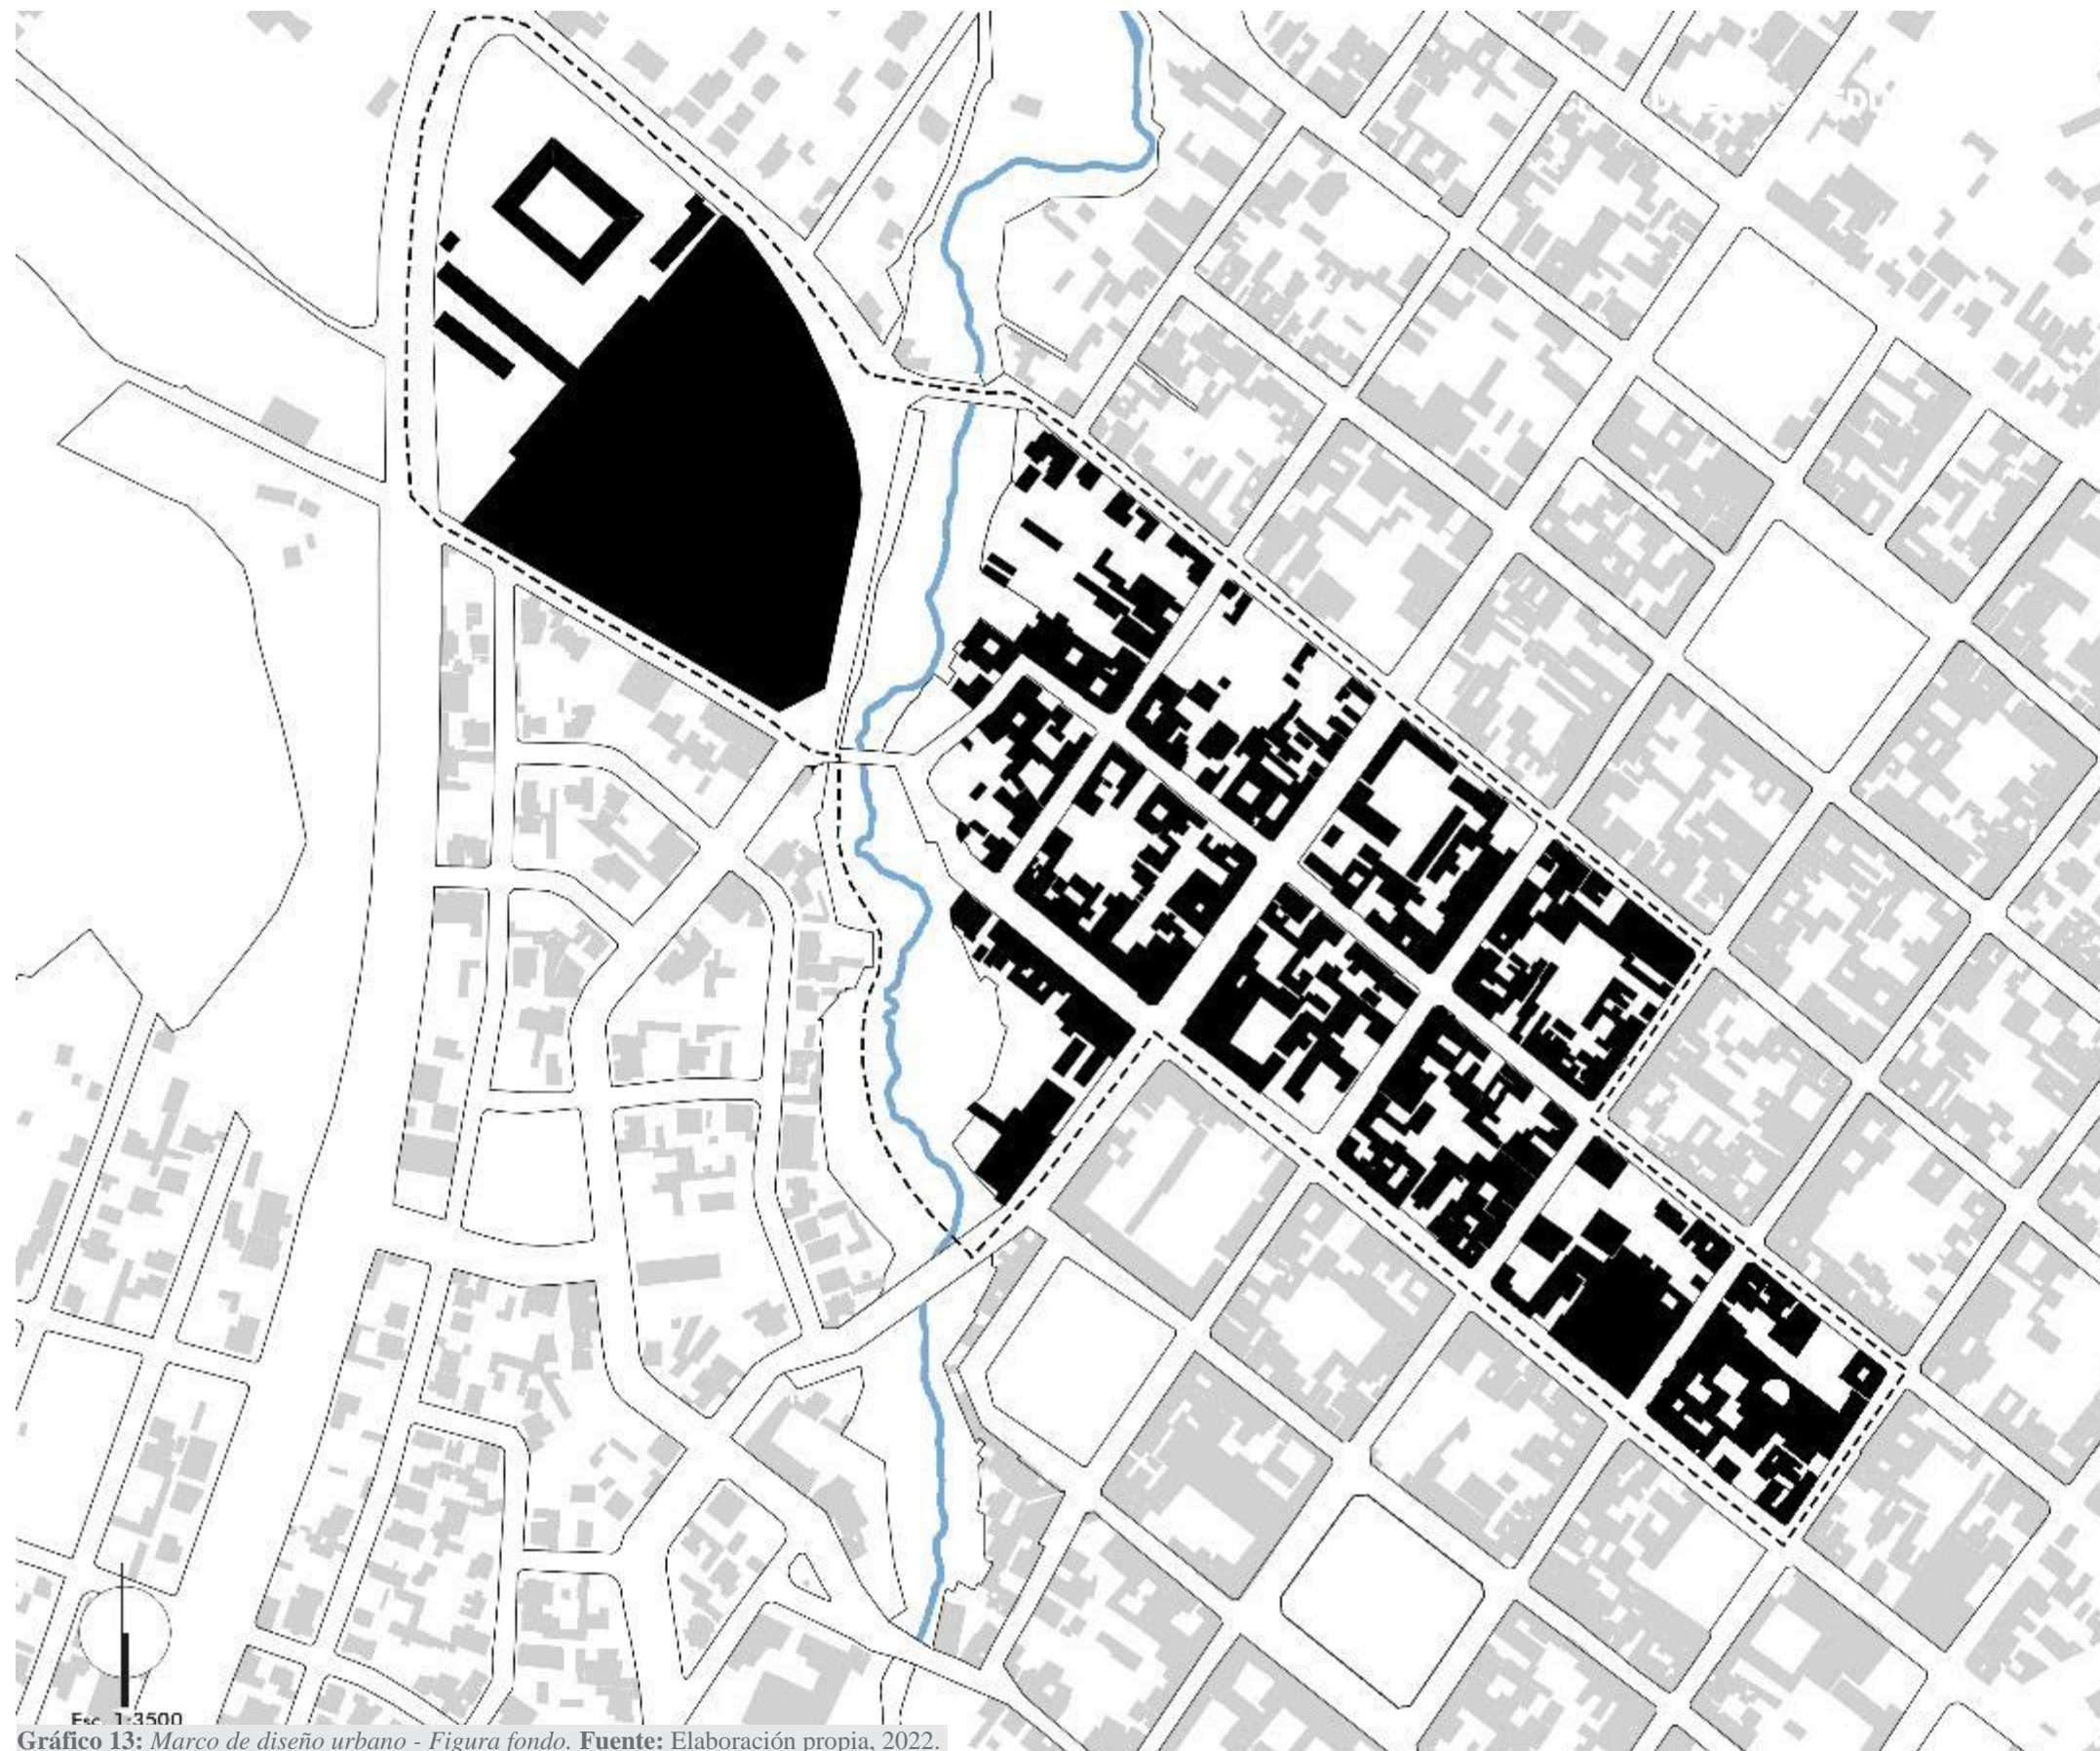 Esc. 1:3500
Gráfico 13: Marco de diseño urbano - Figura fondo. Fuente: Elaboración propia, 2022.